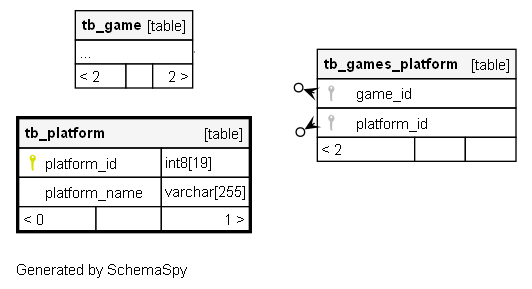 tb_game [table]
...
< 2 2 >
tb_games_platform [table]
game_id
platform_id
< 2
tb_platform [table]
platform_id int8[19]
platform_name varchar[255]
< 0 1 >
Generated by SchemaSpy